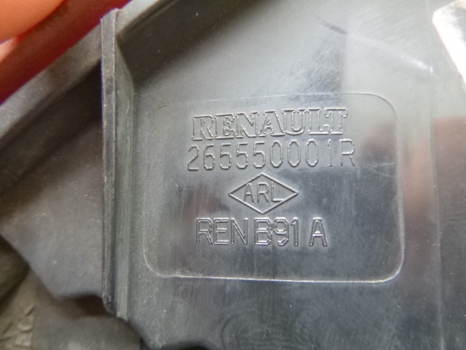 RENAULT
265550001R
ARL
REN B91 A